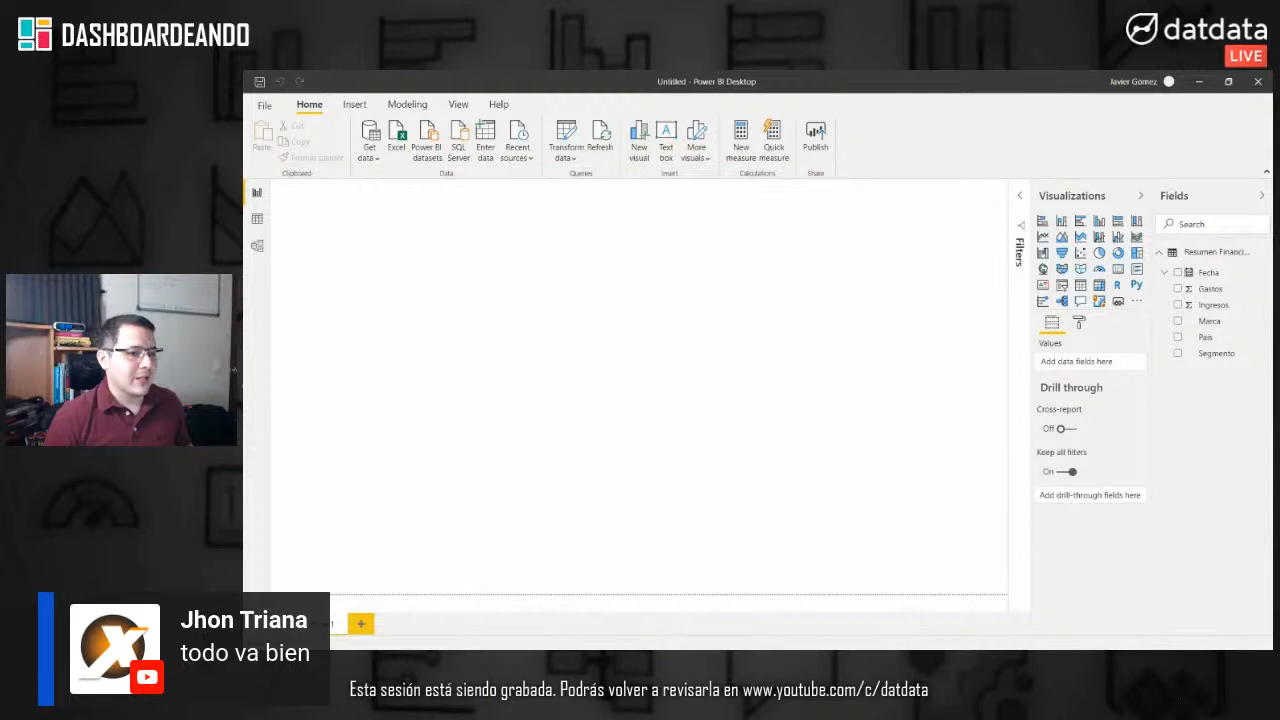 DASHBOARDEANDO
datdata
LIVE
Untitled - Power BI Desktop
Javier Gómez
File
Home
Insert
Modeling
View
Help
Paste
Cut
Copy
Format painter
Clipboard
Get data
Excel
Power BI datasets
SQL Server
Enter data
Recent sources
Data
Transform data
Refresh
Queries
New visual
Text box
More visuals
Insert
New measure
Quick measure
Calculations
Publish
Share
Filters
Visualizations
R
Py
Values
Add data fields here
Drill through
Cross-report
Off
Keep all filters
On
Add drill-through fields here
Fields
Search
Resumen Financi...
Fecha
Gastos
Ingresos
Marca
Pais
Segmento
Jhon Triana
todo va bien
Esta sesión está siendo grabada. Podrás volver a revisarla en www.youtube.com/c/datdata